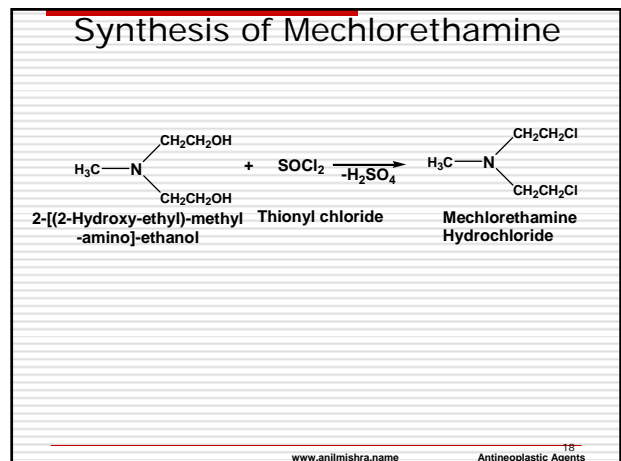 Synthesis of Mechlorethamine
CH₂CH₂OH
H₃C—N
CH₂CH₂OH
+
SOCl₂
-H₂SO₄
CH₂CH₂Cl
H₃C—N
CH₂CH₂Cl
2-[(2-Hydroxy-ethyl)-methyl
-amino]-ethanol
Thionyl chloride
Mechlorethamine
Hydrochloride
18
www.anilmishra.name
Antineoplastic Agents